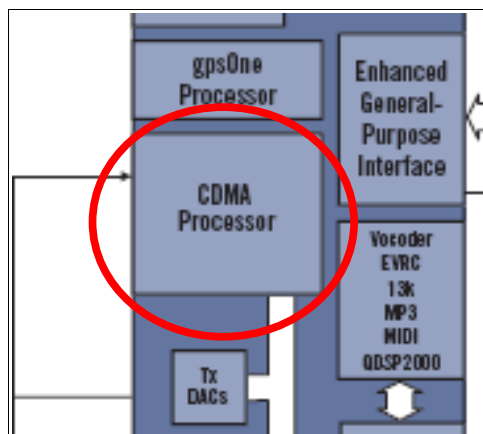 gpsOne
Processor
Enhanced
General-
Purpose
Interface
CDMA
Processor
Vocoder
EVRC
13k
MP3
MIDI
QDSP2000
Tx
DACs